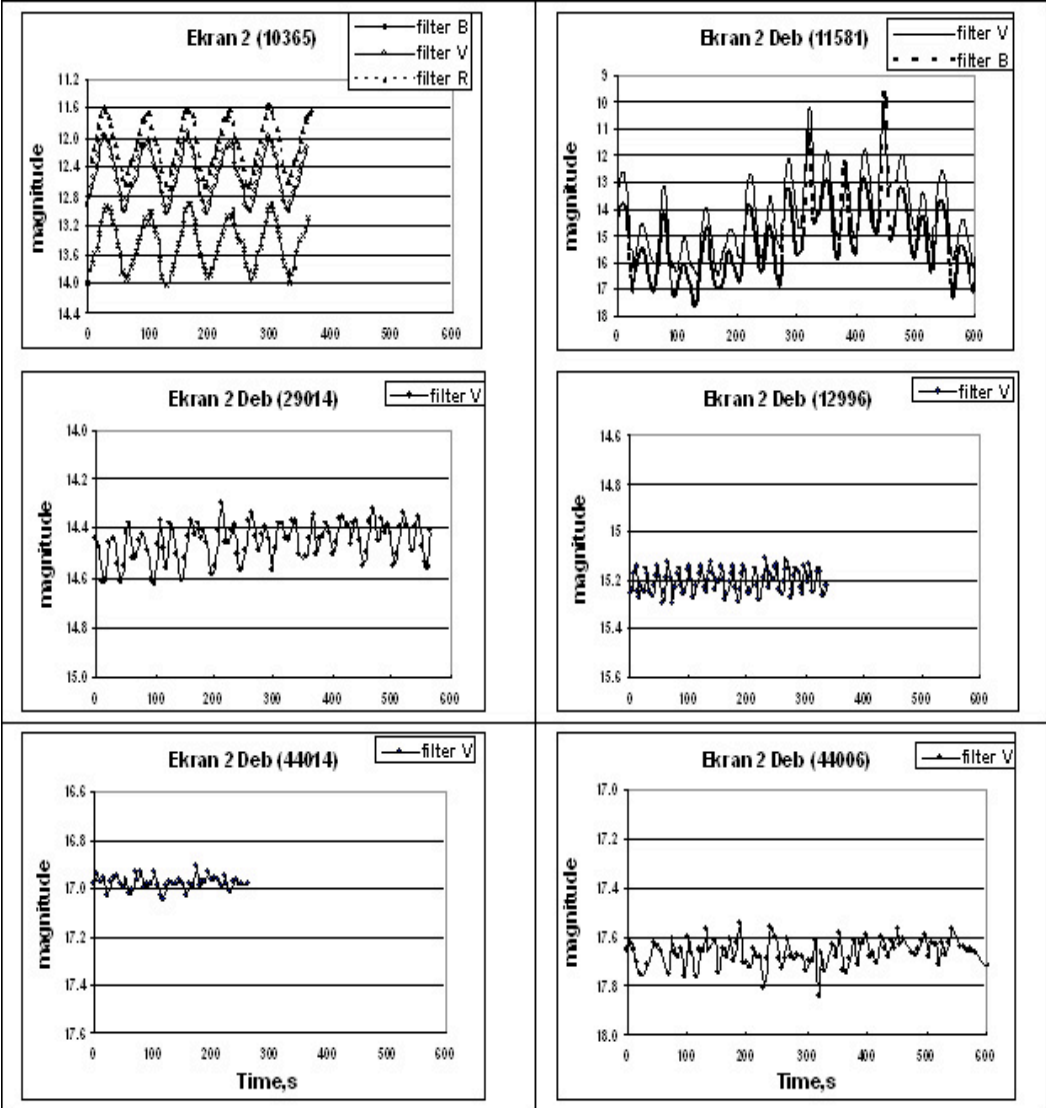 Ekran 2 (10365)
filter B
filter V
filter R
magnitude
11.2
11.6
12.0
12.4
12.8
13.2
13.6
14.0
14.4
0 100 200 300 400 500 600
Ekran 2 Deb (11581)
filter V
filter B
magnitude
9
10
11
12
13
14
15
16
17
18
0 100 200 300 400 500 600
Ekran 2 Deb (29014)
filter V
magnitude
14.0
14.2
14.4
14.6
14.8
15.0
0 100 200 300 400 500 600
Ekran 2 Deb (12996)
filter V
magnitude
14.6
14.8
15
15.2
15.4
15.6
0 100 200 300 400 500 600
Ekran 2 Deb (44014)
filter V
magnitude
16.6
16.8
17.0
17.2
17.4
17.6
0 100 200 300 400 500 600
Time,s
Ekran 2 Deb (44006)
filter V
magnitude
17.0
17.2
17.4
17.6
17.8
18.0
0 100 200 300 400 500 600
Time,s